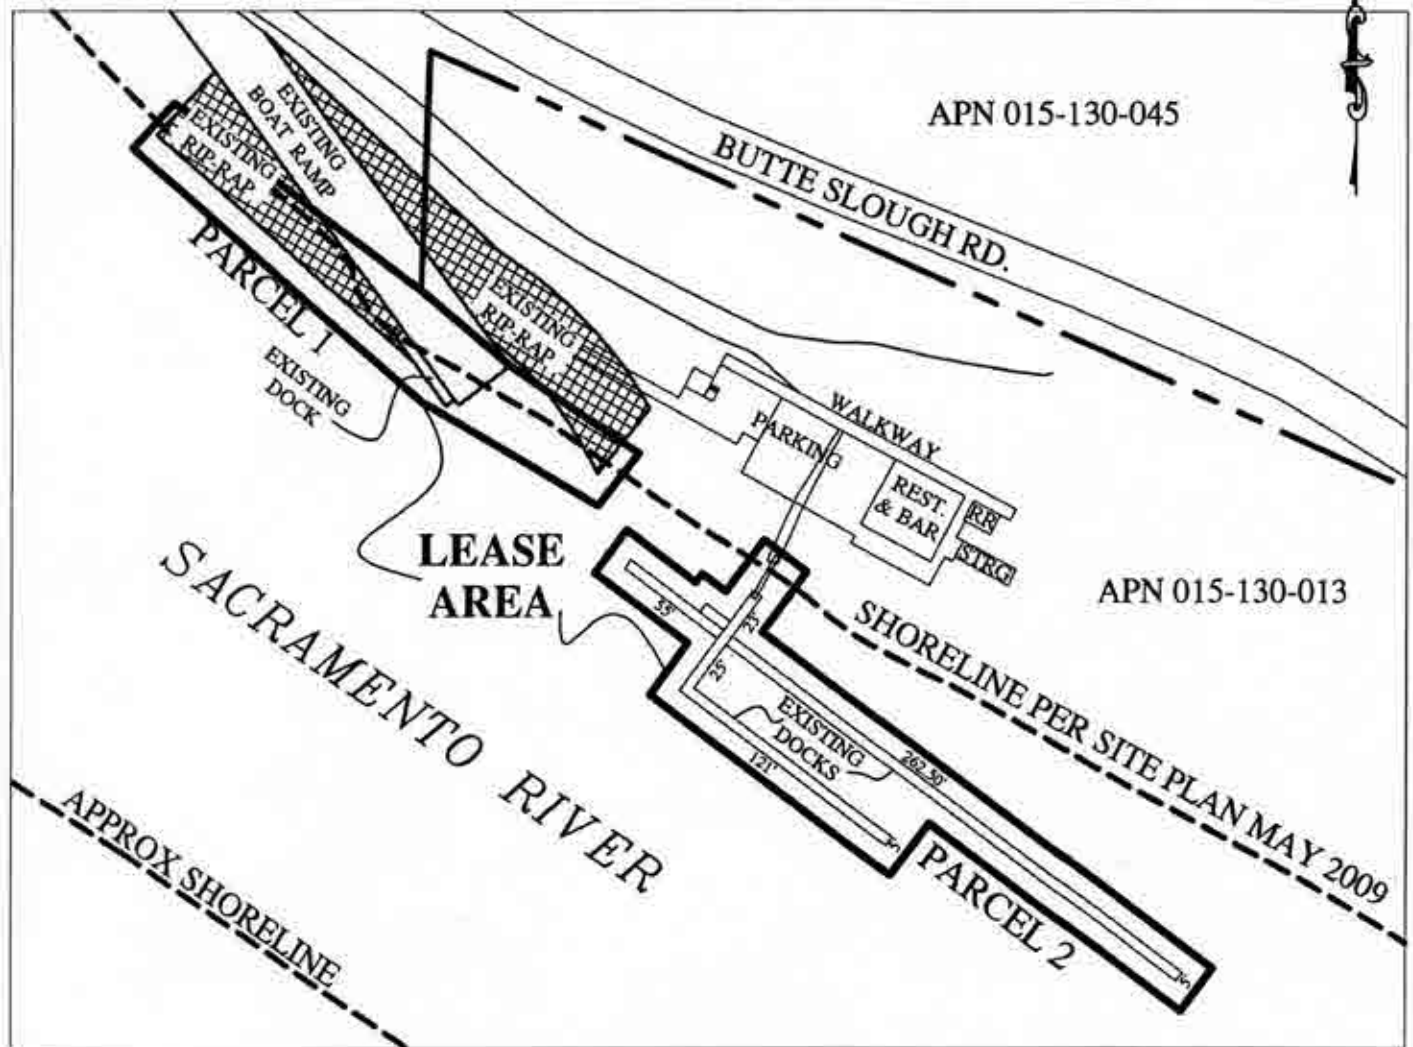 APN 015-130-045
BUTTE SLOUGH RD.
EXISTING
BOAT RAMP
EXISTING
RIP-RAP
PARCEL 1
EXISTING
DOCK
EXISTING
RIP-RAP
WALKWAY
PARKING
REST.
& BAR
RR
STRG
LEASE
AREA
APN 015-130-013
SACRAMENTO RIVER
SHORELINE PER SITE PLAN MAY 2009
25'
25'
EXISTING
DOCKS
262.50'
121'
5'
5'
PARCEL 2
APPROX SHORELINE